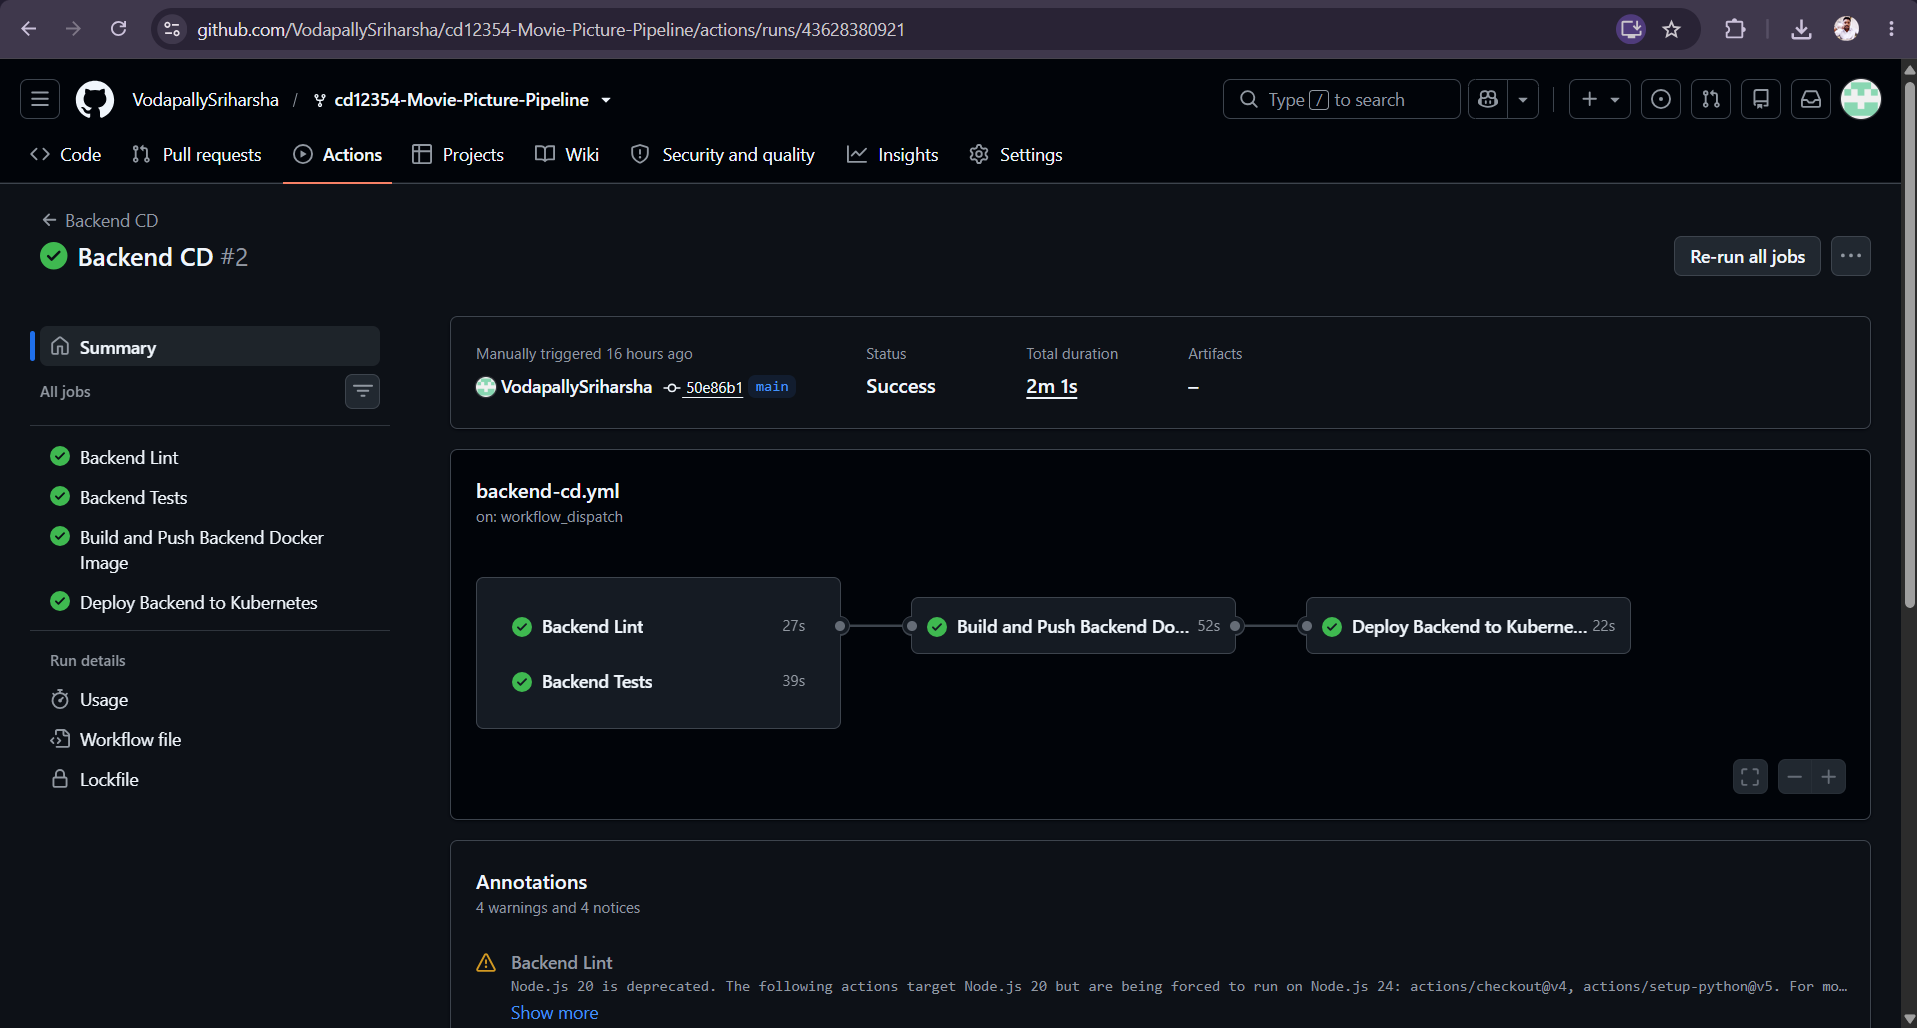 github.com/VodapallySriharsha/cd12354-Movie-Picture-Pipeline/actions/runs/43628380921
VodapallySriharsha / cd12354-Movie-Picture-Pipeline
Type / to search
Code
Pull requests
Actions
Projects
Wiki
Security and quality
Insights
Settings
Backend CD
Backend CD #2
Re-run all jobs
Summary
All jobs
Backend Lint
Backend Tests
Build and Push Backend Docker
Image
Deploy Backend to Kubernetes
Run details
Usage
Workflow file
Lockfile
Manually triggered 16 hours ago
VodapallySriharsha 50e86b1 main
Status
Success
Total duration
2m 1s
Artifacts
–
backend-cd.yml
on: workflow_dispatch
Backend Lint 27s
Backend Tests 39s
Build and Push Backend Do... 52s
Deploy Backend to Kuberne... 22s
Annotations
4 warnings and 4 notices
Backend Lint
Node.js 20 is deprecated. The following actions target Node.js 20 but are being forced to run on Node.js 24: actions/checkout@v4, actions/setup-python@v5. For mo…
Show more